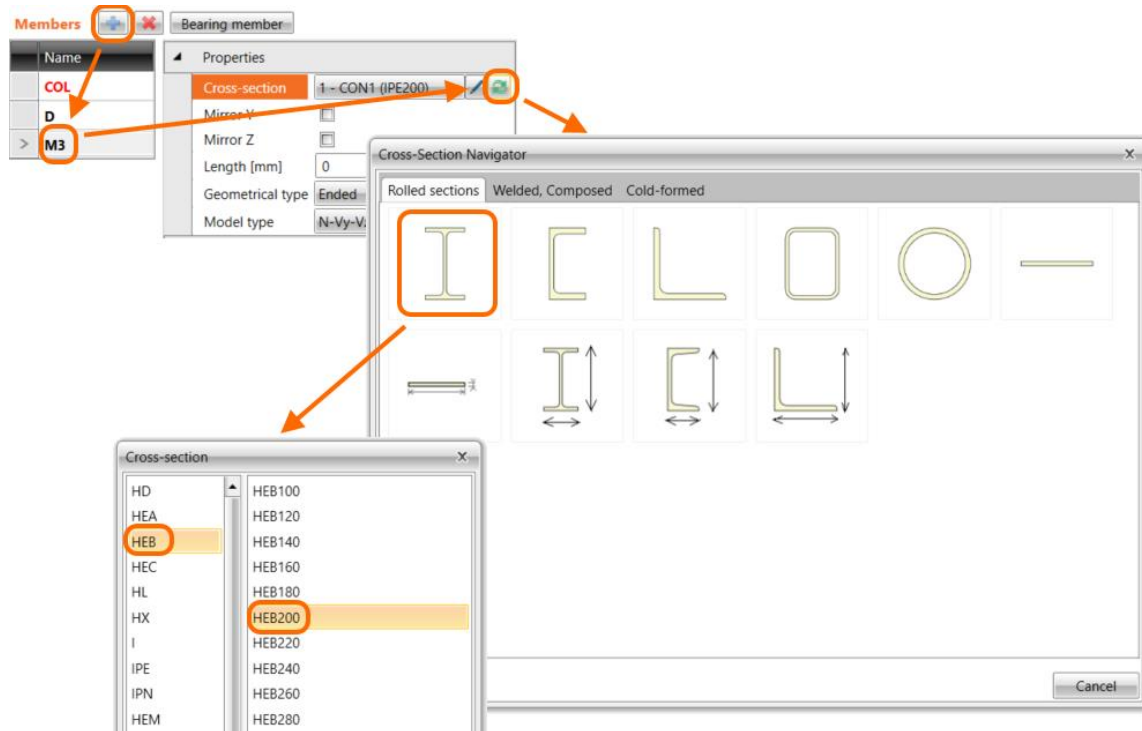 Members
Bearing member
Name
COL
D
M3
Properties
Cross-section 1 - CON1 (IPE200)
Mirror Y
Mirror Z
Length [mm] 0
Geometrical type Ended
Model type N-Vy-Vz
Cross-Section Navigator x
Rolled sections Welded, Composed Cold-formed
Cancel
Cross-section x
HD
HEA
HEB
HEC
HL
HX
I
IPE
IPN
HEM
HEB100
HEB120
HEB140
HEB160
HEB180
HEB200
HEB220
HEB240
HEB260
HEB280